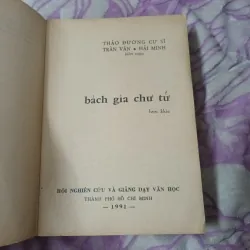 THẢO ĐƯỜNG CƯ SĨ
TRẦN VĂN • HẢI MINH
bách gia chư tử
HỘI NGHIÊN CỨU VÀ GIẢNG DẠY VĂN HỌC
THÀNH PHỐ HỒ CHÍ MINH
— 1991 —